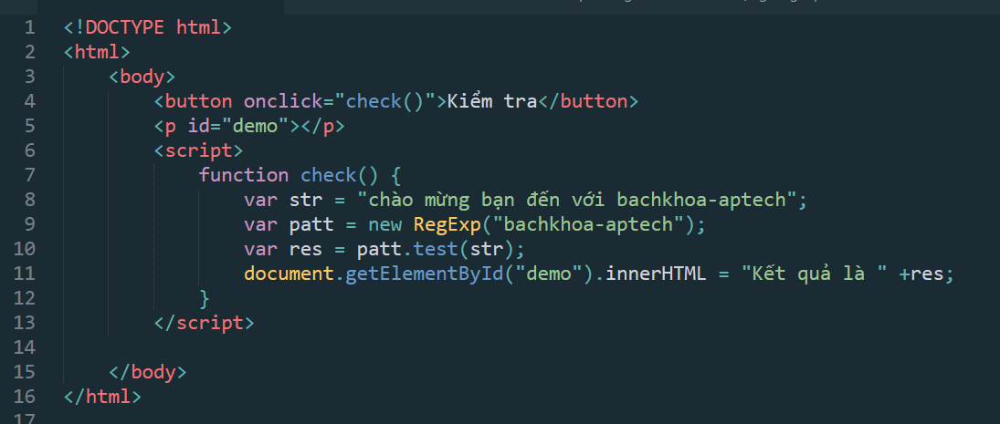 1 <!DOCTYPE html>
2 <html>
3 <body>
4 <button onclick="check()">Kiểm tra</button>
5 <p id="demo"></p>
6 <script>
7 function check() {
8 var str = "chào mừng bạn đến với bachkhoa-aptech";
9 var patt = new RegExp("bachkhoa-aptech");
10 var res = patt.test(str);
11 document.getElementById("demo").innerHTML = "Kết quả là " +res;
12 }
13 </script>
14
15 </body>
16 </html>
17